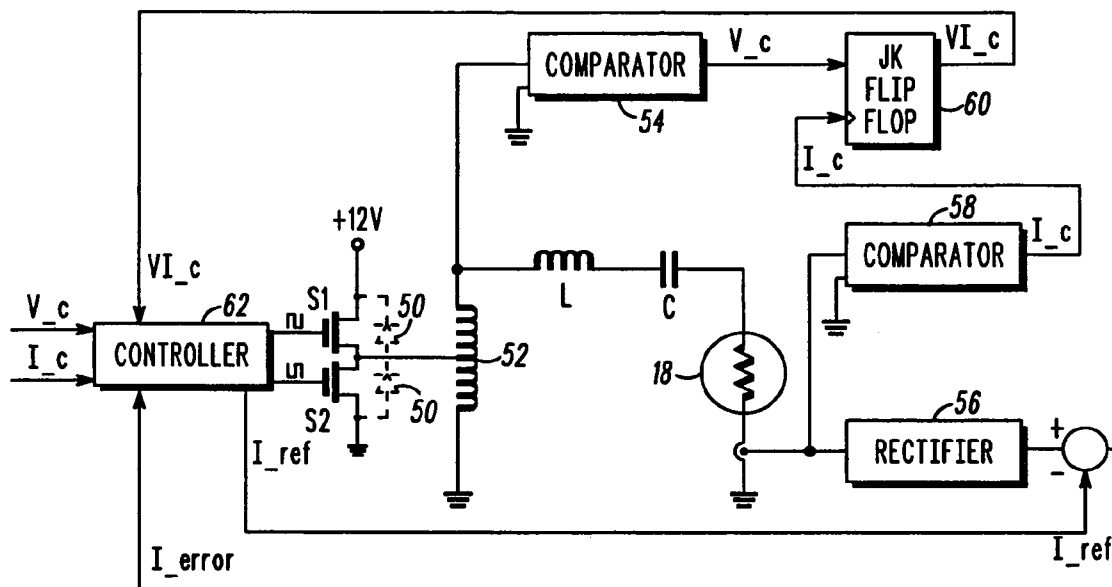 VI_c
V_c
COMPARATOR
54
JK
FLIP
FLOP
60
I_c
+12V
58
COMPARATOR
I_c
VI_c
V_c
I_c
62
CONTROLLER
S1
S2
50
50
52
L
C
18
56
RECTIFIER
+
-
I_ref
I_ref
I_error